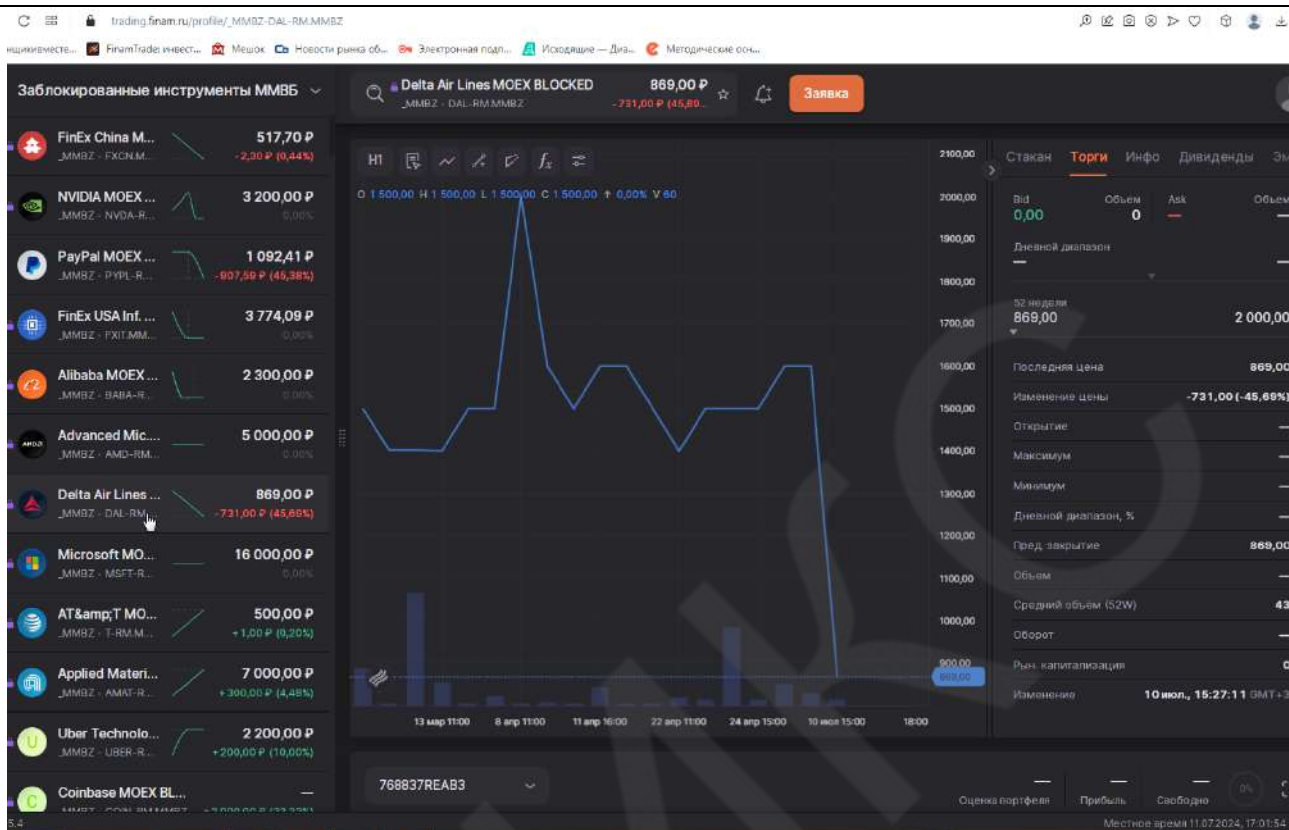 trading.finam.ru/profile/_MMBZ-DAL-RM.MMBZ
FinamTrade: инвест... Мешок Новости рынка об... Электронная подп... Исходящие — Диа... Методические осн...
Заблокированные инструменты ММВБ
FinEx China M... 517,70 ₽
_MMBZ · FXCN.M... -2,30 ₽ (0,44%)
NVIDIA MOEX ... 3 200,00 ₽
_MMBZ · NVDA-R... 0,00%
PayPal MOEX ... 1 092,41 ₽
_MMBZ · PYPL-R... -907,59 ₽ (45,38%)
FinEx USA Inf. ... 3 774,09 ₽
_MMBZ · FXIT.MM... 0,00%
Alibaba MOEX ... 2 300,00 ₽
_MMBZ · BABA-R... 0,00%
Advanced Mic.... 5 000,00 ₽
_MMBZ · AMD-RM... 0,00%
Delta Air Lines ... 869,00 ₽
_MMBZ · DAL-RM... -731,00 ₽ (45,69%)
Microsoft MO... 16 000,00 ₽
_MMBZ · MSFT-R... 0,00%
AT&amp;T MO... 500,00 ₽
_MMBZ · T-RM.M... +1,00 ₽ (0,20%)
Applied Materi... 7 000,00 ₽
_MMBZ · AMAT-R... +300,00 ₽ (4,48%)
Uber Technolo... 2 200,00 ₽
_MMBZ · UBER-R... +200,00 ₽ (10,00%)
Coinbase MOEX BL... —
5.4
Delta Air Lines MOEX BLOCKED 869,00 ₽
_MMBZ · DAL-RM.MMBZ -731,00 ₽ (45,69...
Заявка
H1
O 1 500,00 H 1 500,00 L 1 500,00 C 1 500,00 ↑ 0,00% V 60
2100,00
2000,00
1900,00
1800,00
1700,00
1600,00
1500,00
1400,00
1300,00
1200,00
1100,00
1000,00
900,00
869,00
13 мар 11:00 8 апр 11:00 11 апр 16:00 22 апр 11:00 24 апр 15:00 10 июл 15:00 18:00
768837REAB3
Стакан Торги Инфо Дивиденды Эм
Bid Объем Ask Объем
0,00 0 — —
Дневной диапазон
— —
52 недели
869,00 2 000,00
Последняя цена 869,00
Изменение цены -731,00 (-45,69%)
Открытие —
Максимум —
Минимум —
Дневной диапазон, % —
Пред. закрытие 869,00
Объем —
Средний объем (52W) 43
Оборот —
Рын. капитализация 0
Изменение 10 июл., 15:27:11 GMT+3
— — — 0%
Оценка портфеля Прибыль Свободно
Местное время 11.07.2024, 17:01:54